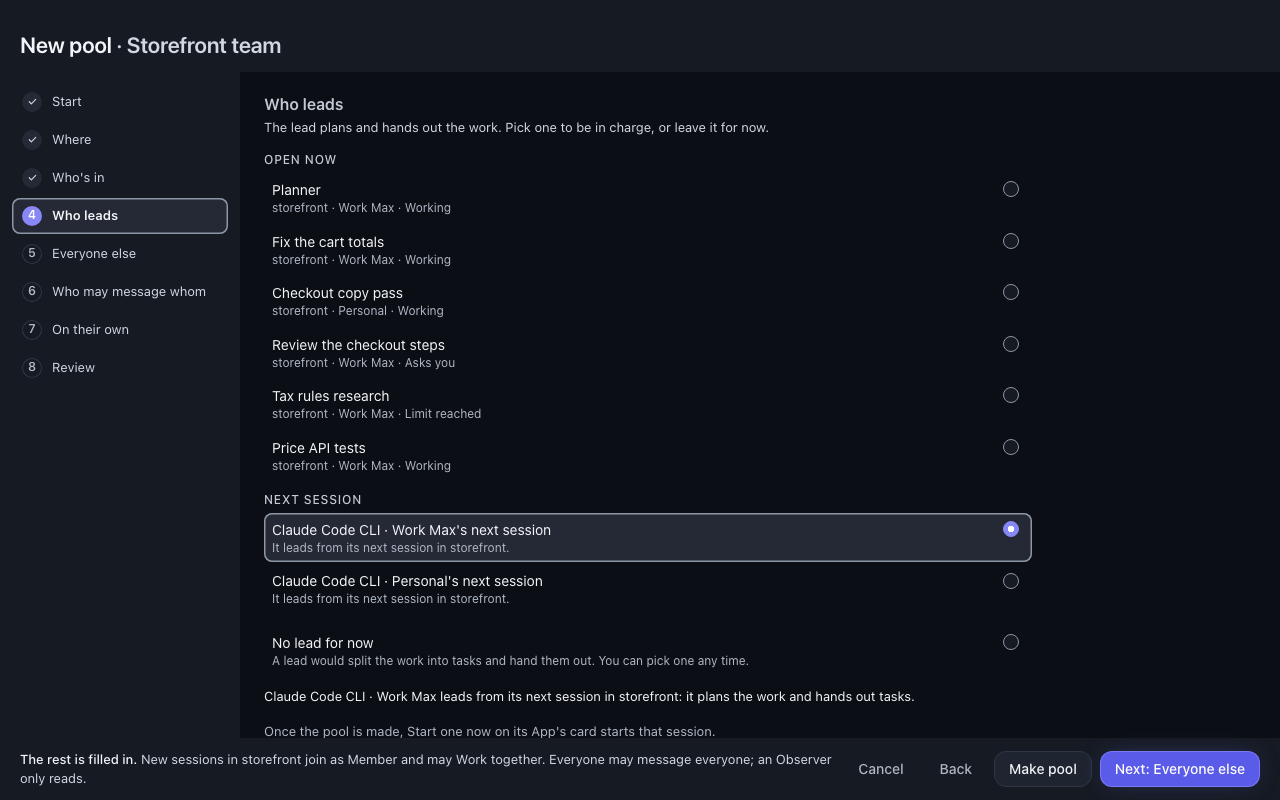 New pool · Storefront team
Start
Where
Who's in
4 Who leads
5 Everyone else
6 Who may message whom
7 On their own
8 Review
Who leads
The lead plans and hands out the work. Pick one to be in charge, or leave it for now.
OPEN NOW
Planner
storefront · Work Max · Working
Fix the cart totals
storefront · Work Max · Working
Checkout copy pass
storefront · Personal · Working
Review the checkout steps
storefront · Work Max · Asks you
Tax rules research
storefront · Work Max · Limit reached
Price API tests
storefront · Work Max · Working
NEXT SESSION
Claude Code CLI · Work Max's next session
It leads from its next session in storefront.
Claude Code CLI · Personal's next session
It leads from its next session in storefront.
No lead for now
A lead would split the work into tasks and hand them out. You can pick one any time.
Claude Code CLI · Work Max leads from its next session in storefront: it plans the work and hands out tasks.
Once the pool is made, Start one now on its App's card starts that session.
The rest is filled in. New sessions in storefront join as Member and may Work together. Everyone may message everyone; an Observer
only reads.
Cancel
Back
Make pool
Next: Everyone else